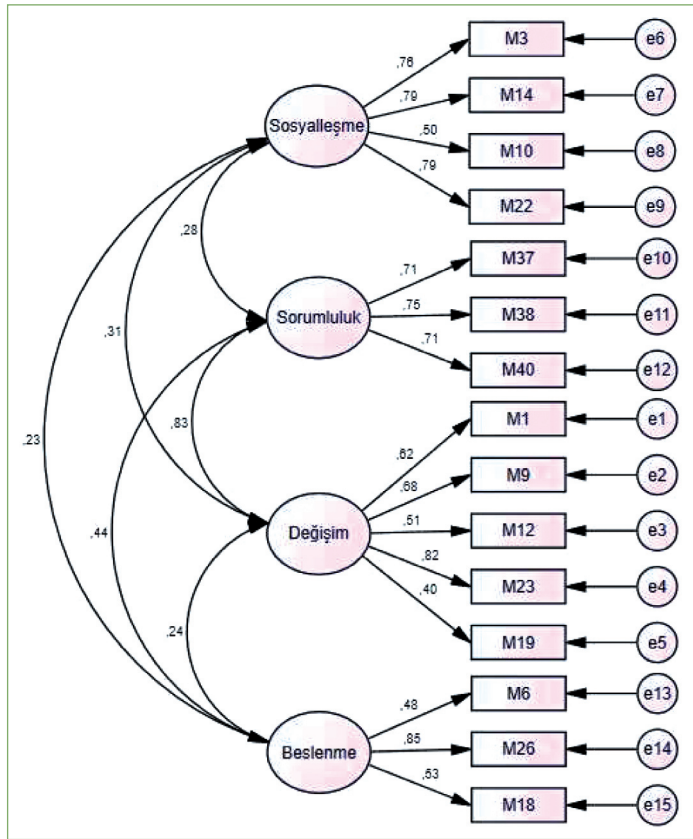 M3
e6
,76
M14
e7
,79
Sosyalleşme
,50
M10
e8
,79
M22
e9
,28
M37
e10
,71
Sorumluluk
,75
M38
e11
,31
,71
M40
e12
,83
M1
e1
,23
,62
M9
e2
,68
Değişim
,51
M12
e3
,44
,82
M23
e4
,40
,24
M19
e5
M6
e13
,48
Beslenme
,85
M26
e14
,53
M18
e15